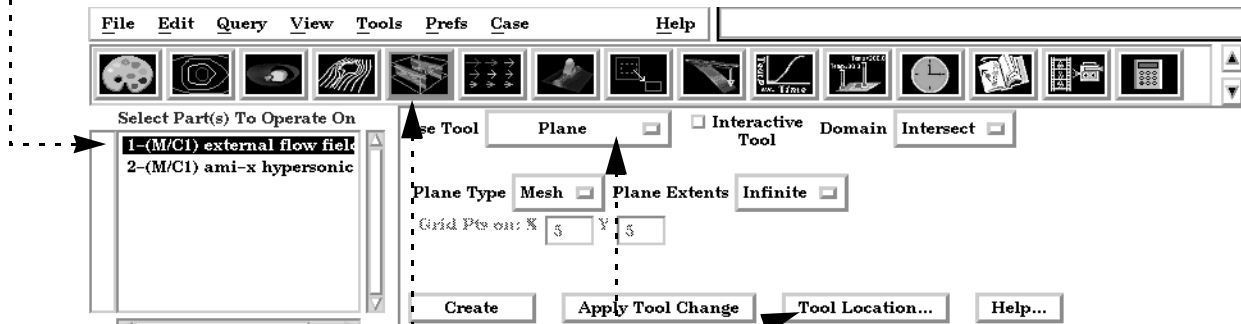 File Edit Query View Tools Prefs Case Help
Select Part(s) To Operate On
1-(M/C1) external flow field
2-(M/C1) ami-x hypersonic
se Tool Plane Interactive Tool Domain Intersect
Plane Type Mesh Plane Extents Infinite
Grid Pts on: X 5 Y 5
Create Apply Tool Change Tool Location... Help...